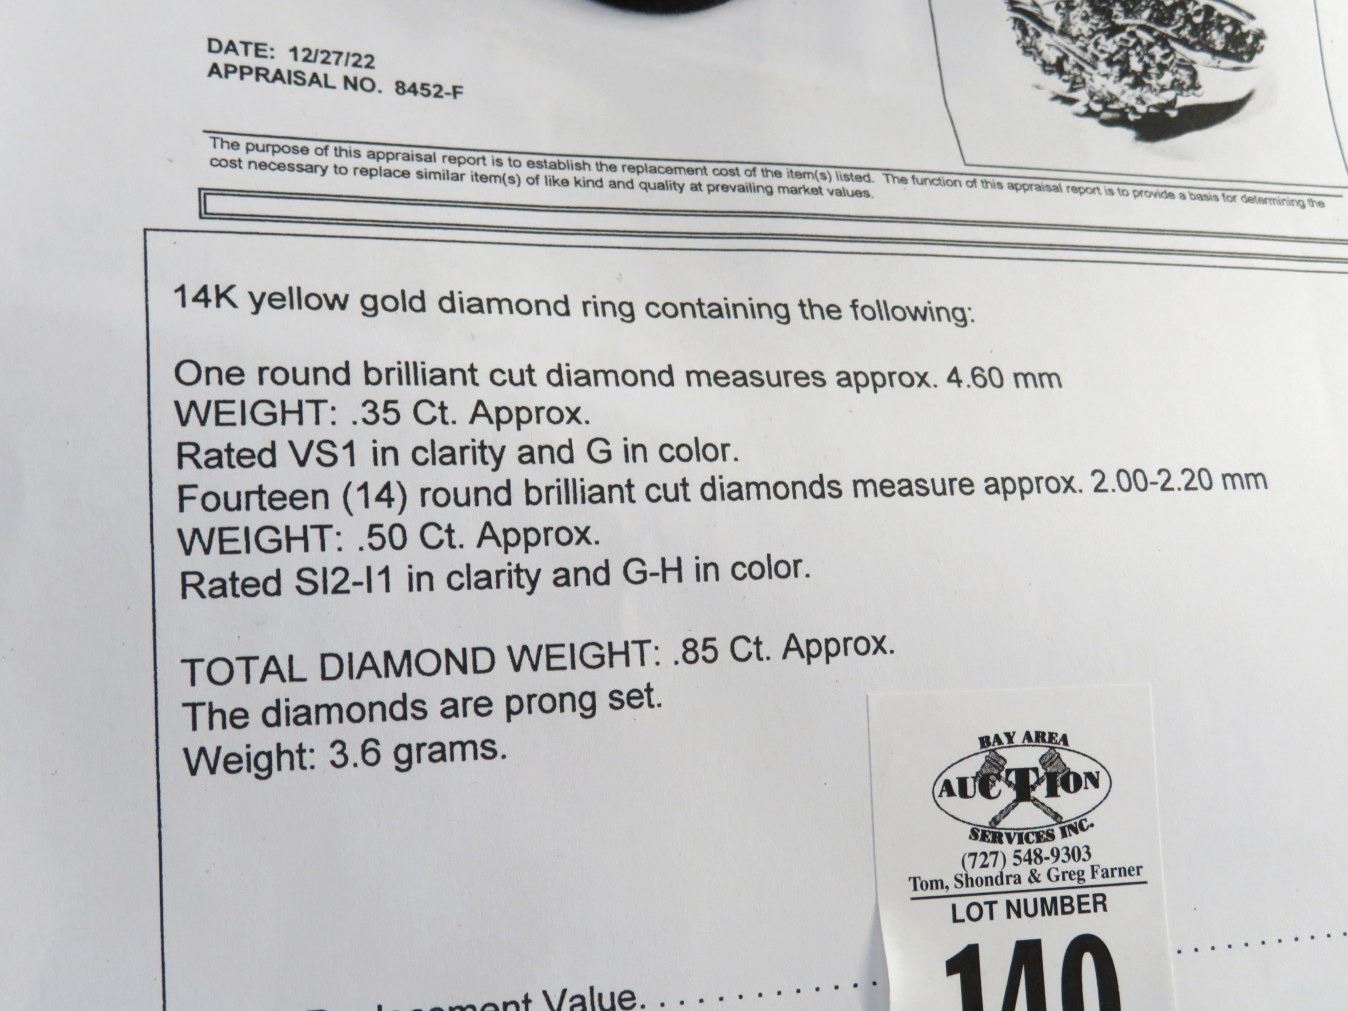 DATE: 12/27/22
APPRAISAL NO. 8452-F
The purpose of this appraisal report is to establish the replacement cost of the item(s) listed. The function of this appraisal report is to provide a basis for determining the
cost necessary to replace similar item(s) of like kind and quality at prevailing market values.
14K yellow gold diamond ring containing the following:
One round brilliant cut diamond measures approx. 4.60 mm
WEIGHT: .35 Ct. Approx.
Rated VS1 in clarity and G in color.
Fourteen (14) round brilliant cut diamonds measure approx. 2.00-2.20 mm
WEIGHT: .50 Ct. Approx.
Rated SI2-I1 in clarity and G-H in color.
TOTAL DIAMOND WEIGHT: .85 Ct. Approx.
The diamonds are prong set.
Weight: 3.6 grams.
BAY AREA
AUCTION
SERVICES INC.
(727) 548-9303
Tom, Shondra & Greg Farner
LOT NUMBER
140
Value. . . . . . . . . . . . . . . . . . . . . . .